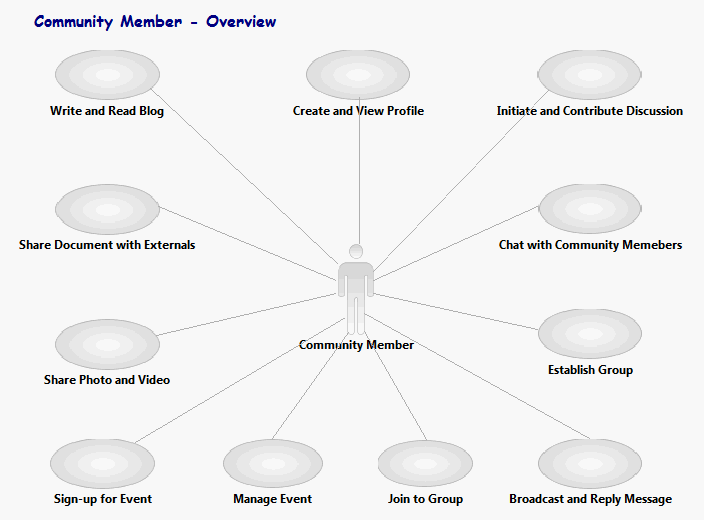 Community Member - Overview
Write and Read Blog
Create and View Profile
Initiate and Contribute Discussion
Share Document with Externals
Chat with Community Memebers
Community Member
Share Photo and Video
Establish Group
Sign-up for Event
Manage Event
Join to Group
Broadcast and Reply Message